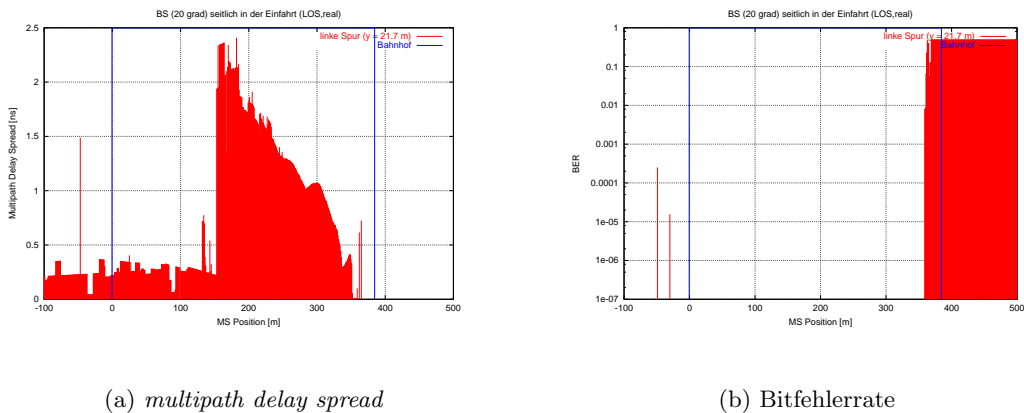 BS (20 grad) seitlich in der Einfahrt (LOS,real)
2.5
2
1.5
1
0.5
0
Multipath Delay Spread [ns]
linke Spur (y = 21.7 m)
Bahnhof
-100 0 100 200 300 400 500
MS Position [m]
(a) multipath delay spread
BS (20 grad) seitlich in der Einfahrt (LOS,real)
1
0.1
0.01
0.001
0.0001
1e-05
1e-06
1e-07
BER
linke Spur (y = 21.7 m)
Bahnhof
-100 0 100 200 300 400 500
MS Position [m]
(b) Bitfehlerrate